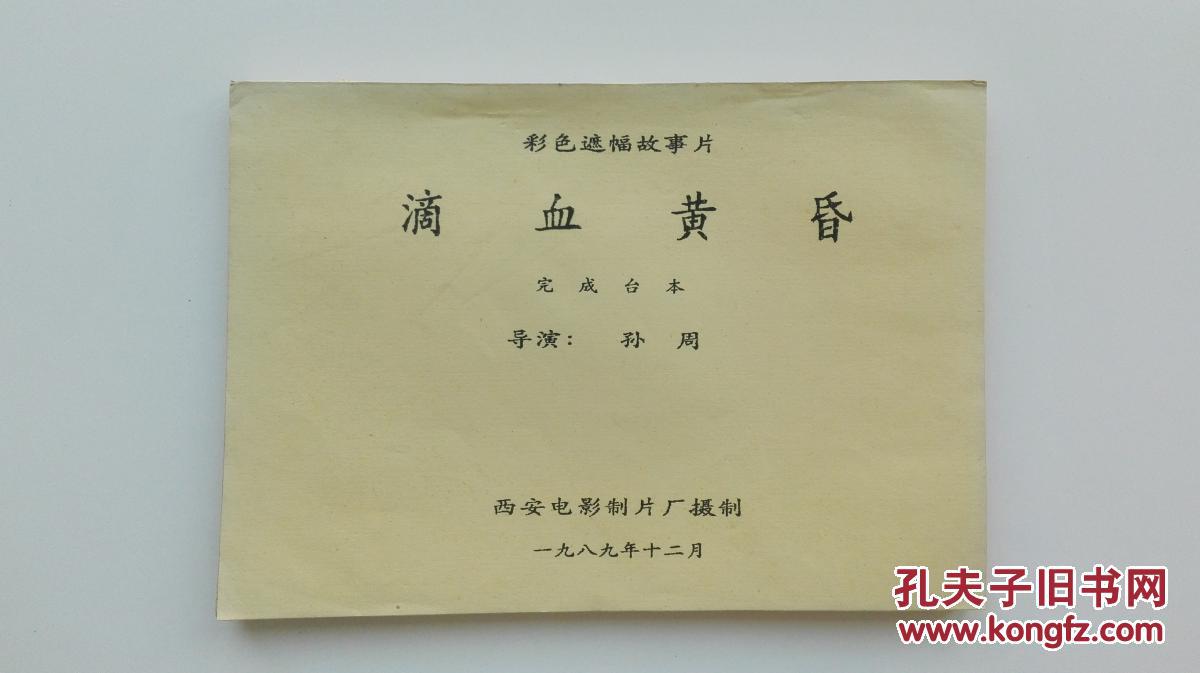 彩色遮幅故事片
滴血黄昏
完成台本
导演：孙周
西安电影制片厂摄制
一九八九年十二月
孔夫子旧书网
www.kongfz.com